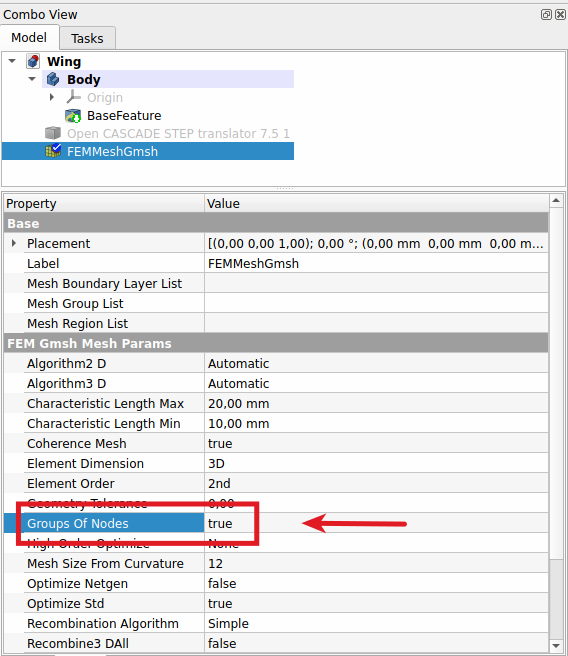 Combo View
Model Tasks
Wing
Body
Origin
BaseFeature
Open CASCADE STEP translator 7.5 1
FEMMeshGmsh
Property Value
Base
Placement [(0,00 0,00 1,00); 0,00 °; (0,00 mm 0,00 mm 0,00 m...
Label FEMMeshGmsh
Mesh Boundary Layer List
Mesh Group List
Mesh Region List
FEM Gmsh Mesh Params
Algorithm2 D Automatic
Algorithm3 D Automatic
Characteristic Length Max 20,00 mm
Characteristic Length Min 10,00 mm
Coherence Mesh true
Element Dimension 3D
Element Order 2nd
Geometry Tolerance 0,00
Groups Of Nodes true
High Order Optimize None
Mesh Size From Curvature 12
Optimize Netgen false
Optimize Std true
Recombination Algorithm Simple
Recombine3 DAll false